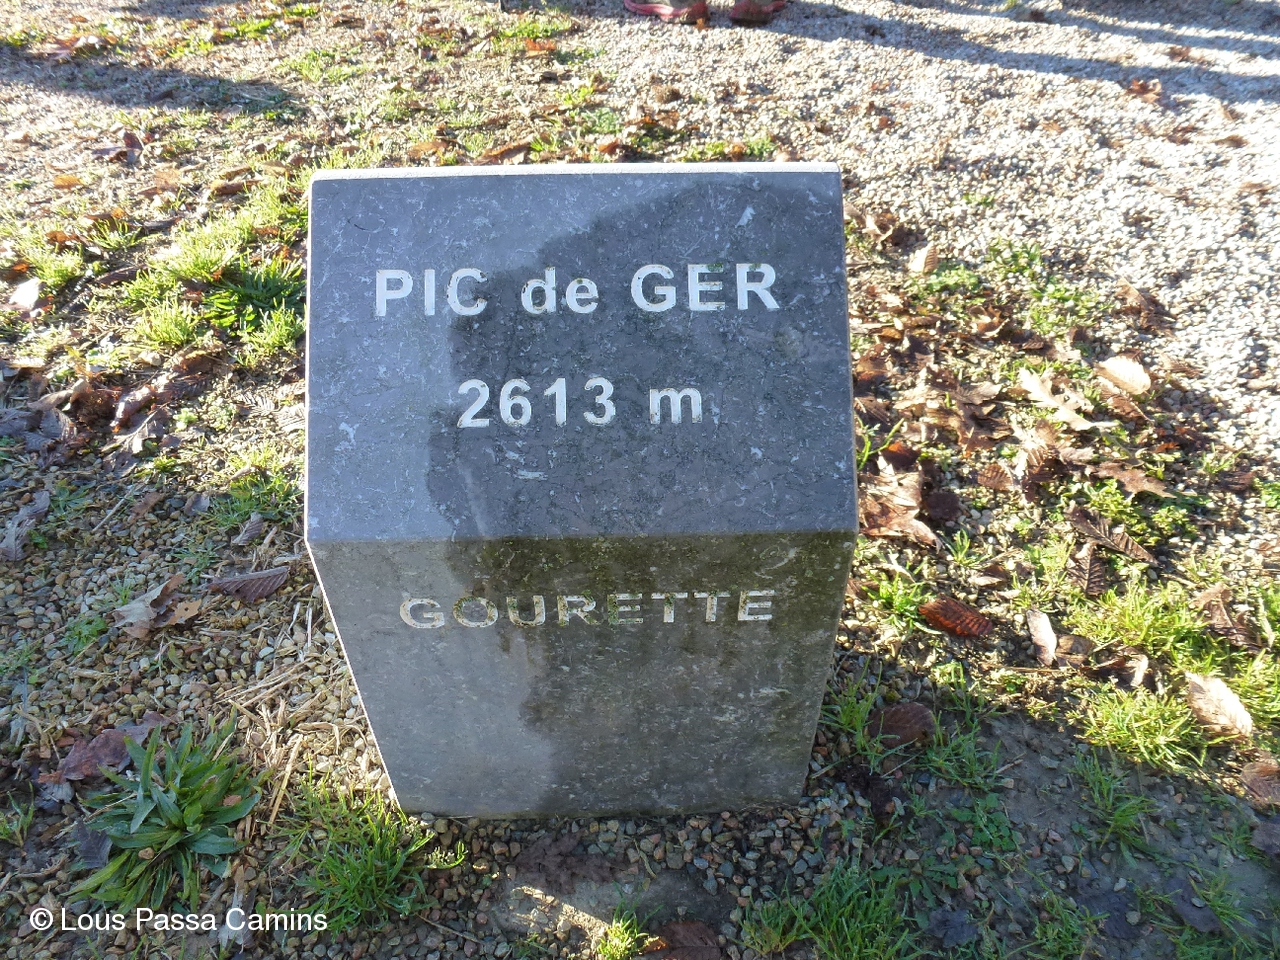 PIC de GER
2613 m
GOURETTE
© Lous Passa Camins